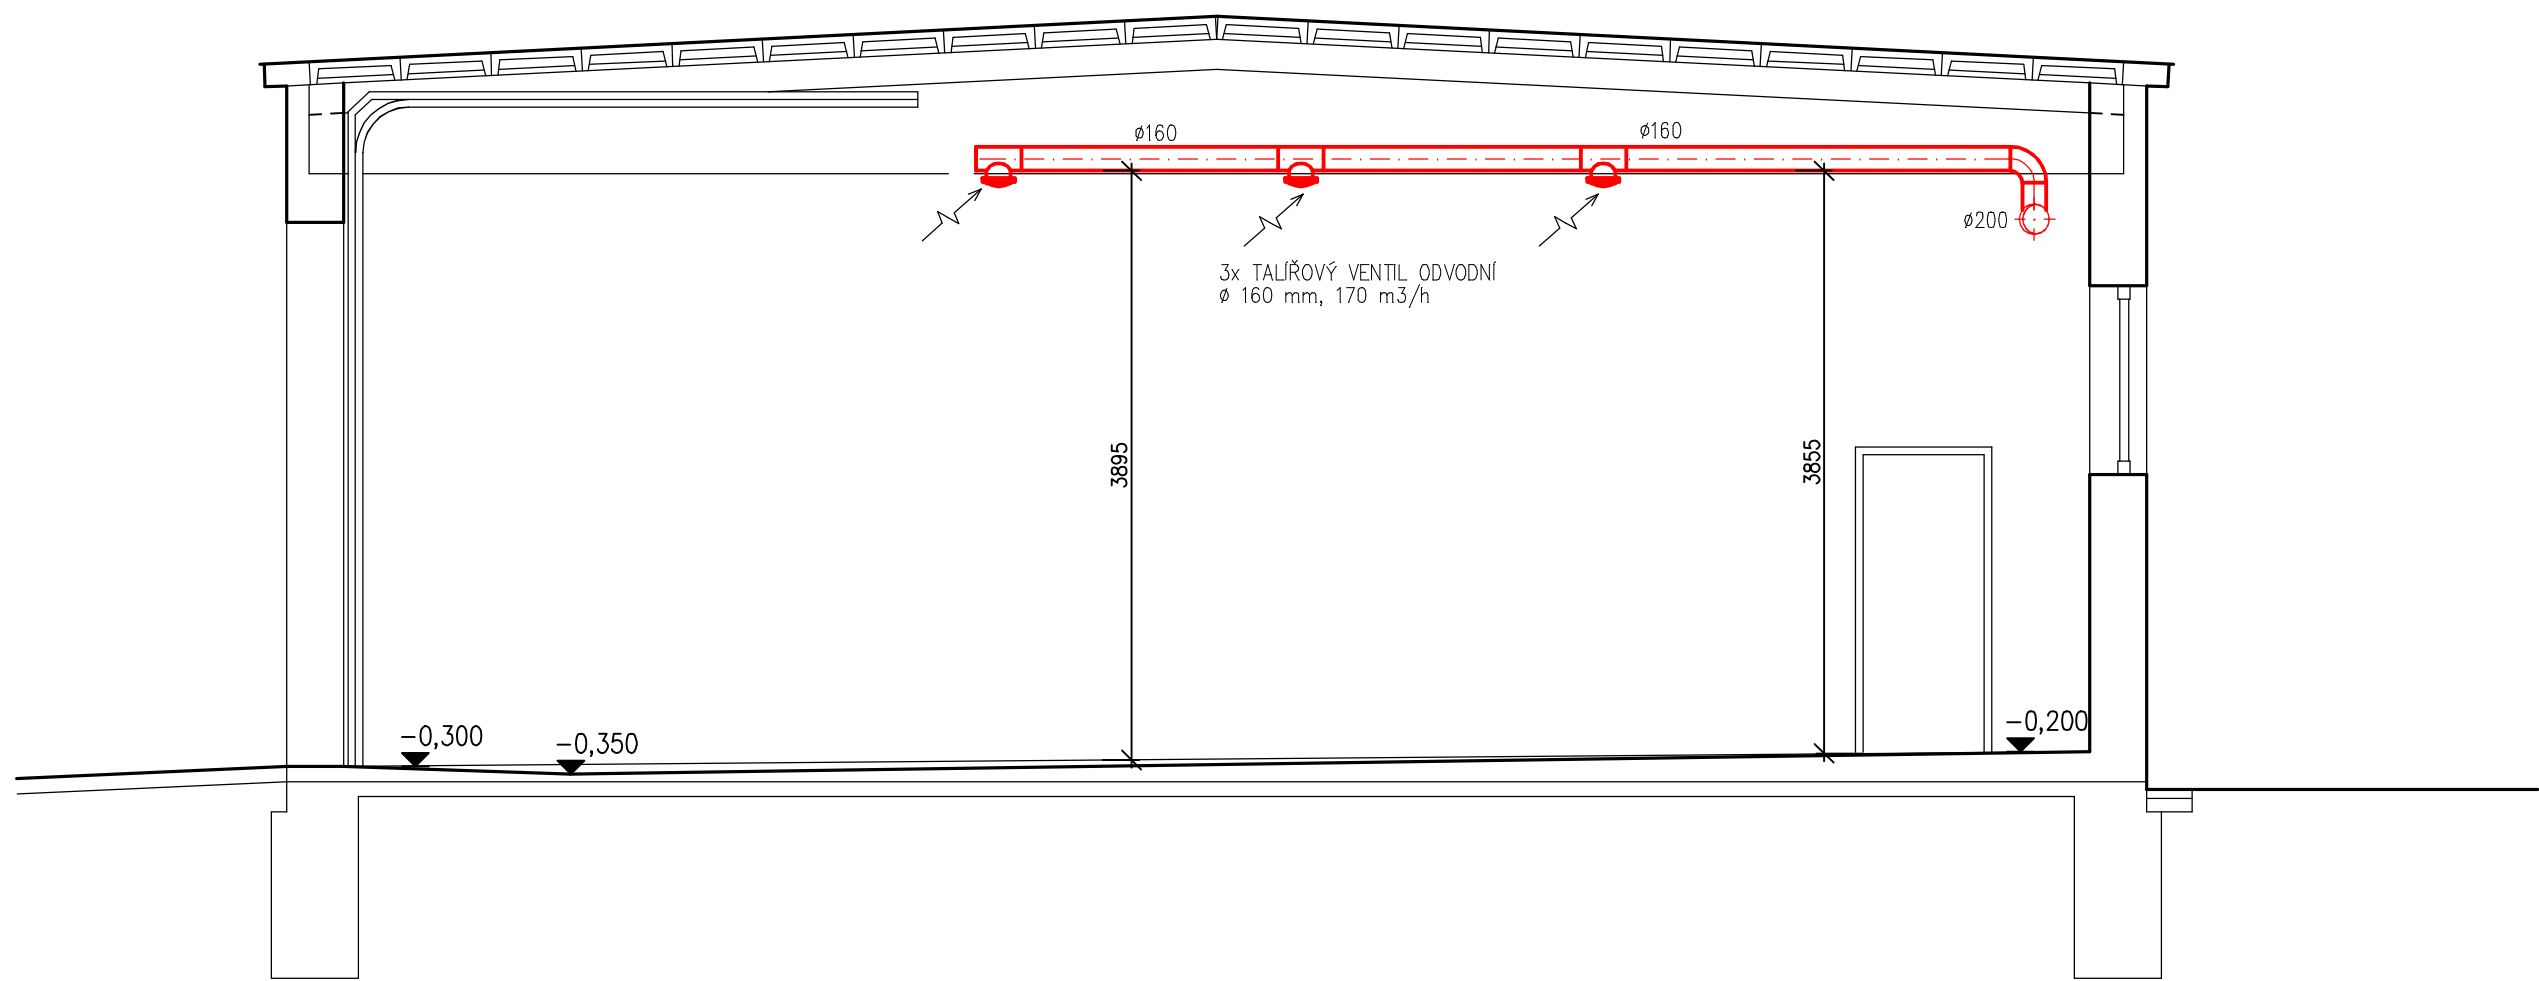 ø160
ø160
ø200
3x TALÍŘOVÝ VENTIL ODVODNÍ
ø 160 mm, 170 m3/h
3895
3855
-0,300
-0,350
-0,200